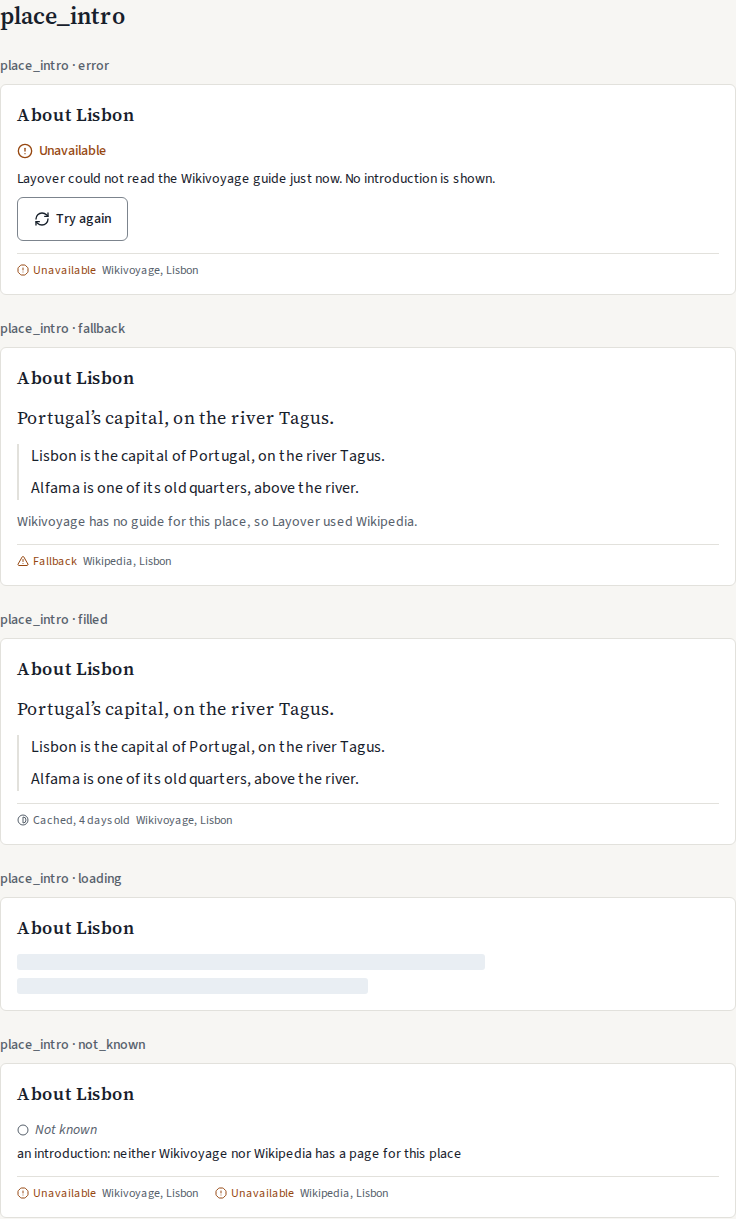 place_intro
place_intro · error
About Lisbon
Unavailable
Layover could not read the Wikivoyage guide just now. No introduction is shown.
Try again
Unavailable Wikivoyage, Lisbon
place_intro · fallback
About Lisbon
Portugal’s capital, on the river Tagus.
Lisbon is the capital of Portugal, on the river Tagus.
Alfama is one of its old quarters, above the river.
Wikivoyage has no guide for this place, so Layover used Wikipedia.
Fallback Wikipedia, Lisbon
place_intro · filled
About Lisbon
Portugal’s capital, on the river Tagus.
Lisbon is the capital of Portugal, on the river Tagus.
Alfama is one of its old quarters, above the river.
Cached, 4 days old Wikivoyage, Lisbon
place_intro · loading
About Lisbon
place_intro · not_known
About Lisbon
Not known
an introduction: neither Wikivoyage nor Wikipedia has a page for this place
Unavailable Wikivoyage, Lisbon Unavailable Wikipedia, Lisbon